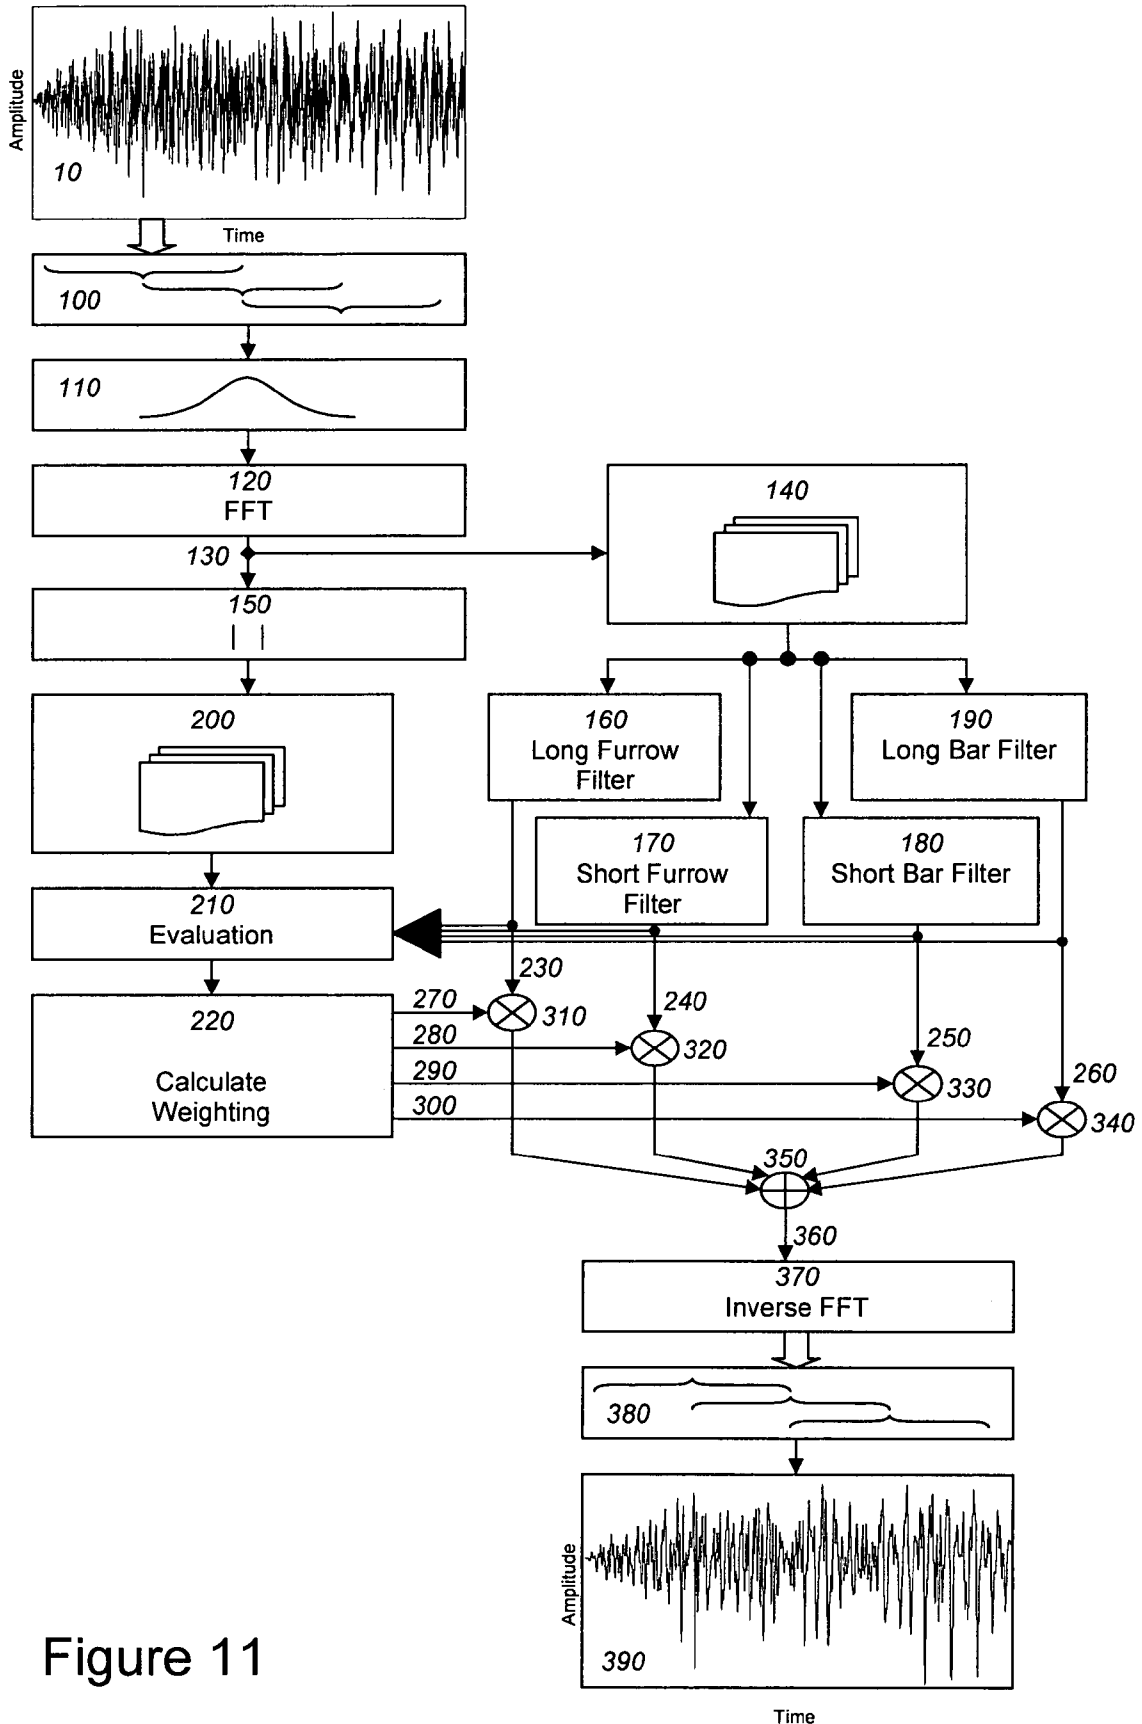 Amplitude
10
Time
100
110
120
FFT
130
140
150
200
160
Long Furrow
Filter
190
Long Bar Filter
170
Short Furrow
Filter
180
Short Bar Filter
210
Evaluation
220
Calculate
Weighting
230
240
250
260
270
280
290
300
310
320
330
340
350
360
370
Inverse FFT
380
Amplitude
390
Time
Figure 11